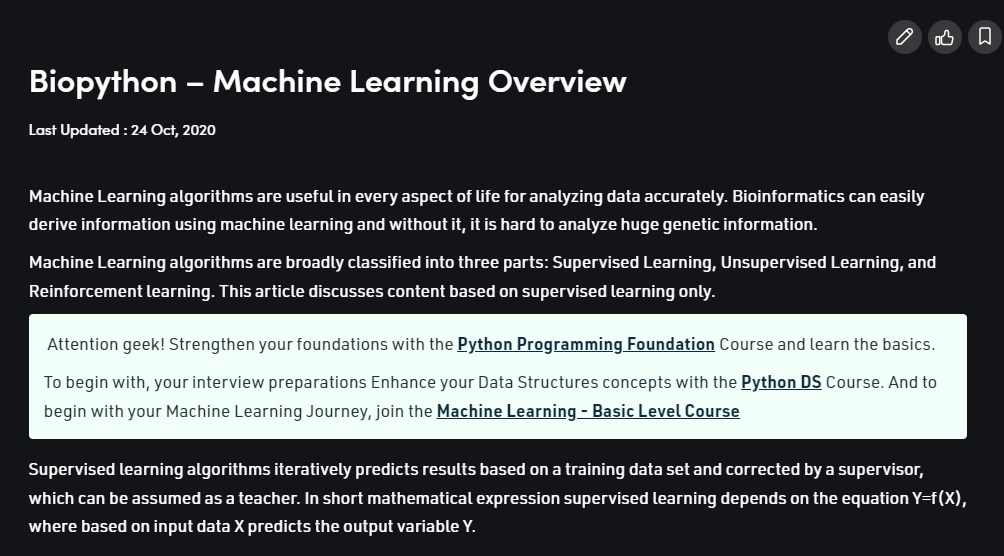 Biopython – Machine Learning Overview
Last Updated : 24 Oct, 2020
Machine Learning algorithms are useful in every aspect of life for analyzing data accurately. Bioinformatics can easily
derive information using machine learning and without it, it is hard to analyze huge genetic information.
Machine Learning algorithms are broadly classified into three parts: Supervised Learning, Unsupervised Learning, and
Reinforcement learning. This article discusses content based on supervised learning only.
Attention geek! Strengthen your foundations with the Python Programming Foundation Course and learn the basics.
To begin with, your interview preparations Enhance your Data Structures concepts with the Python DS Course. And to
begin with your Machine Learning Journey, join the Machine Learning - Basic Level Course
Supervised learning algorithms iteratively predicts results based on a training data set and corrected by a supervisor,
which can be assumed as a teacher. In short mathematical expression supervised learning depends on the equation Y=f(X),
where based on input data X predicts the output variable Y.